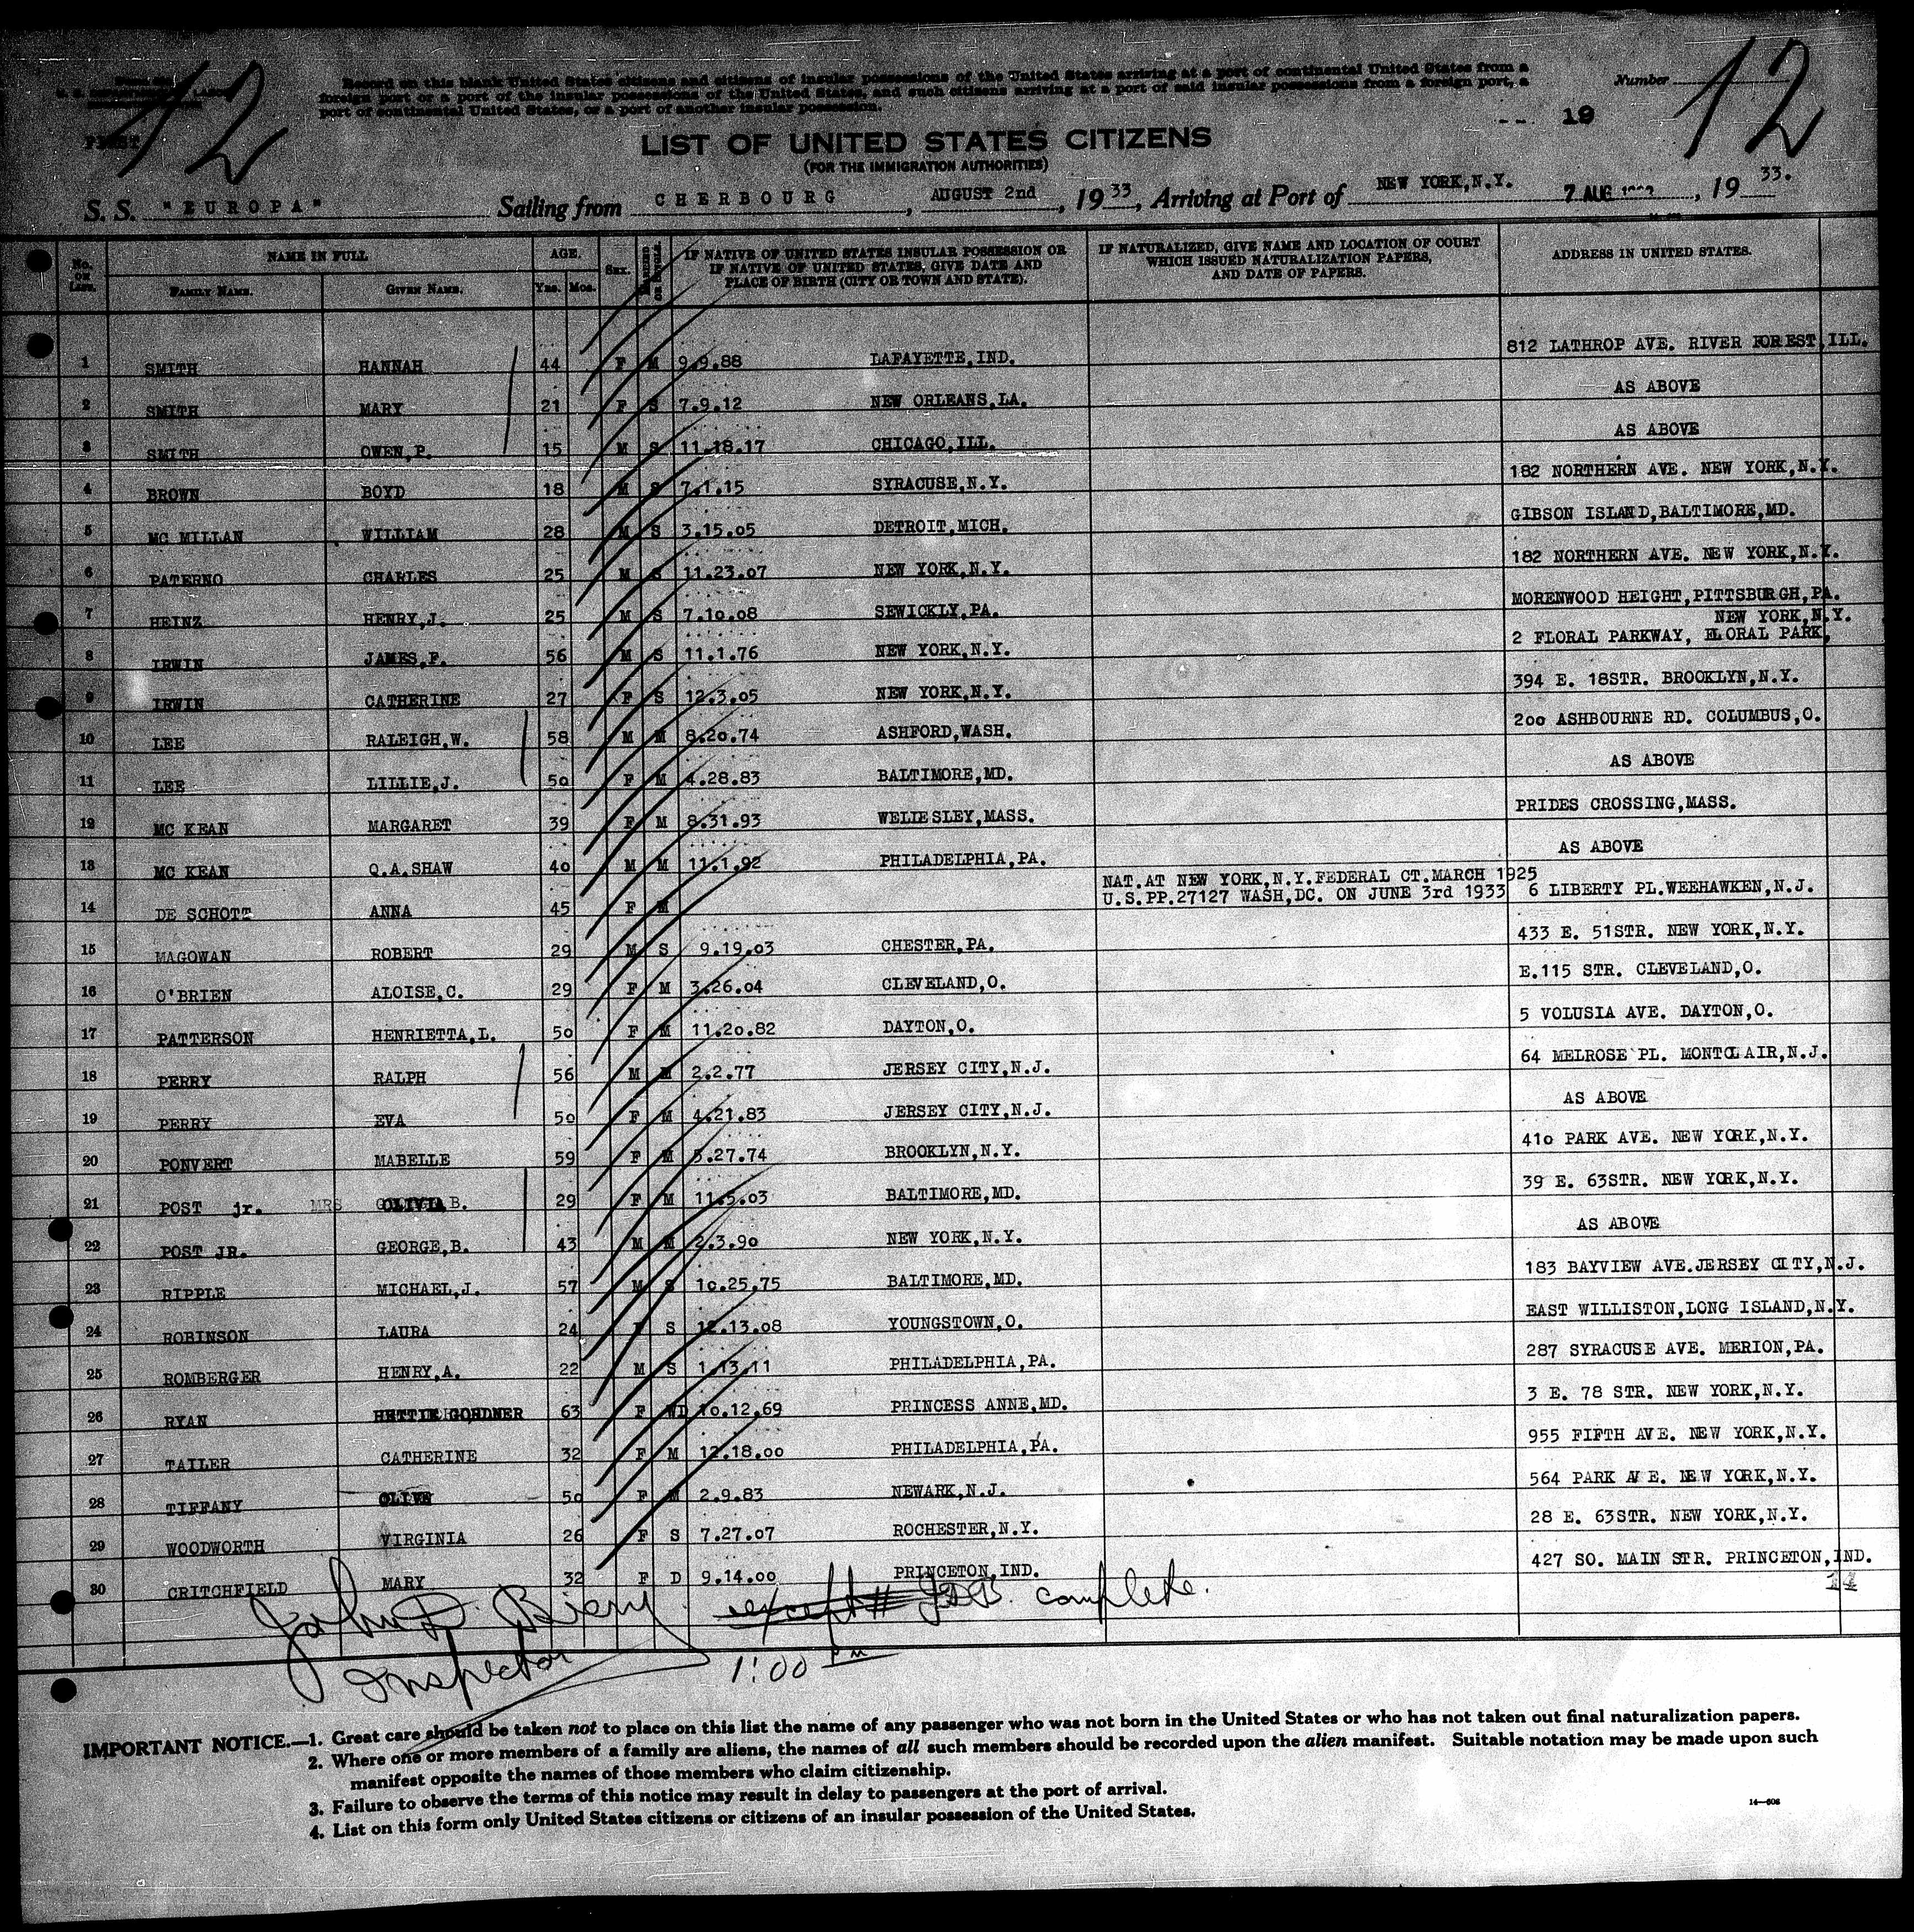 12
12
Record on this blank United States citizens and citizens of insular possessions of the United States arriving at a port of continental United States from a
foreign port or a port of the insular possessions of the United States, and such citizens arriving at a port of said insular possessions from a foreign port, a
port of continental United States, or a port of another insular possession.
Number
FIRST
19
LIST OF UNITED STATES CITIZENS
(FOR THE IMMIGRATION AUTHORITIES)
S. S. "EUROPA" Sailing from CHERBOURG, AUGUST 2nd, 1933, Arriving at Port of NEW YORK,N.Y. 7 AUG, 1933.
No. on List. NAME IN FULL Family Name. Given Name. AGE. Yrs. Mos. Sex. MARRIED OR SINGLE IF NATIVE OF UNITED STATES INSULAR POSSESSION OR IF NATIVE OF UNITED STATES, GIVE DATE AND PLACE OF BIRTH (CITY OR TOWN AND STATE). IF NATURALIZED, GIVE NAME AND LOCATION OF COURT WHICH ISSUED NATURALIZATION PAPERS, AND DATE OF PAPERS. ADDRESS IN UNITED STATES.
1 SMITH HANNAH 44 F M 9.9.88 LAFAYETTE,IND. 812 LATHROP AVE. RIVER FOREST,ILL.
2 SMITH MARY 21 F S 7.9.12 NEW ORLEANS,LA. AS ABOVE
3 SMITH OWEN,P. 15 M S 11.18.17 CHICAGO,ILL. AS ABOVE
4 BROWN BOYD 18 M S 7.1.15 SYRACUSE,N.Y. 182 NORTHERN AVE. NEW YORK,N.Y.
5 MC MILLAN WILLIAM 28 M S 3.15.05 DETROIT,MICH. GIBSON ISLAND,BALTIMORE,MD.
6 PATERNO CHARLES 25 M S 11.23.07 NEW YORK,N.Y. 182 NORTHERN AVE. NEW YORK,N.Y.
7 HEINZ HENRY,J. 25 M S 7.10.08 SEWICKLY,PA. MORENWOOD HEIGHT,PITTSBURGH,PA.
NEW YORK,N.Y.
8 IRWIN JAMES,F. 56 M S 11.1.76 NEW YORK,N.Y. 2 FLORAL PARKWAY, FLORAL PARK,
9 IRWIN CATHERINE 27 F S 12.3.05 NEW YORK,N.Y. 394 E. 18STR. BROOKLYN,N.Y.
10 LEE RALEIGH,W. 58 M M 8.20.74 ASHFORD,WASH. 200 ASHBOURNE RD. COLUMBUS,O.
11 LEE LILLIE,J. 50 F M 4.28.83 BALTIMORE,MD. AS ABOVE
12 MC KEAN MARGARET 39 F M 8.31.93 WELLESLEY,MASS. PRIDES CROSSING,MASS.
13 MC KEAN Q.A.SHAW 40 M M 11.1.92 PHILADELPHIA,PA. AS ABOVE
NAT.AT NEW YORK,N.Y.FEDERAL CT.MARCH 1925
14 DE SCHOTT ANNA 45 F M U.S.PP.27127 WASH,DC. ON JUNE 3rd 1933 6 LIBERTY PL.WEEHAWKEN,N.J.
15 MAGOWAN ROBERT 29 M S 9.19.03 CHESTER,PA. 433 E. 51STR. NEW YORK,N.Y.
16 O'BRIEN ALOISE,C. 29 F M 3.26.04 CLEVELAND,O. E.115 STR. CLEVELAND,O.
17 PATTERSON HENRIETTA,L. 50 F M 11.20.82 DAYTON,O. 5 VOLUSIA AVE. DAYTON,O.
18 PERRY RALPH 56 M M 2.2.77 JERSEY CITY,N.J. 64 MELROSE PL. MONTCLAIR,N.J.
19 PERRY EVA 50 F M 4.21.83 JERSEY CITY,N.J. AS ABOVE
20 PONVERT MABELLE 59 F M 5.27.74 BROOKLYN,N.Y. 410 PARK AVE. NEW YORK,N.Y.
21 POST jr. MRS OLIVIA B. 29 F M 11.5.03 BALTIMORE,MD. 39 E. 63STR. NEW YORK,N.Y.
22 POST JR. GEORGE,B. 43 M M 2.3.90 NEW YORK,N.Y. AS ABOVE
23 RIPPLE MICHAEL,J. 57 M S 10.25.75 BALTIMORE,MD. 183 BAYVIEW AVE.JERSEY CITY,N.J.
24 ROBINSON LAURA 24 F S 12.13.08 YOUNGSTOWN,O. EAST WILLISTON,LONG ISLAND,N.Y.
25 ROMBERGER HENRY,A. 22 M S 1.13.11 PHILADELPHIA,PA. 287 SYRACUSE AVE. MERION,PA.
26 RYAN HETTIE GORDNER 63 F WD 10.12.69 PRINCESS ANNE,MD. 3 E. 78 STR. NEW YORK,N.Y.
27 TAILER CATHERINE 32 F M 12.18.00 PHILADELPHIA,PA. 955 FIFTH AVE. NEW YORK,N.Y.
28 TIFFANY OLIVE 50 F M 2.9.83 NEWARK,N.J. 564 PARK AVE. NEW YORK,N.Y.
29 WOODWORTH VIRGINIA 26 F S 7.27.07 ROCHESTER,N.Y. 28 E. 63STR. NEW YORK,N.Y.
30 CRITCHFIELD MARY 32 F D 9.14.00 PRINCETON,IND. 427 SO. MAIN STR. PRINCETON,IND.
John D. Biery except # JDB. complete.
Inspector 1:00 PM
IMPORTANT NOTICE.—1. Great care should be taken not to place on this list the name of any passenger who was not born in the United States or who has not taken out final naturalization papers.
2. Where one or more members of a family are aliens, the names of all such members should be recorded upon the alien manifest. Suitable notation may be made upon such
manifest opposite the names of those members who claim citizenship.
3. Failure to observe the terms of this notice may result in delay to passengers at the port of arrival.
4. List on this form only United States citizens or citizens of an insular possession of the United States.
14—606